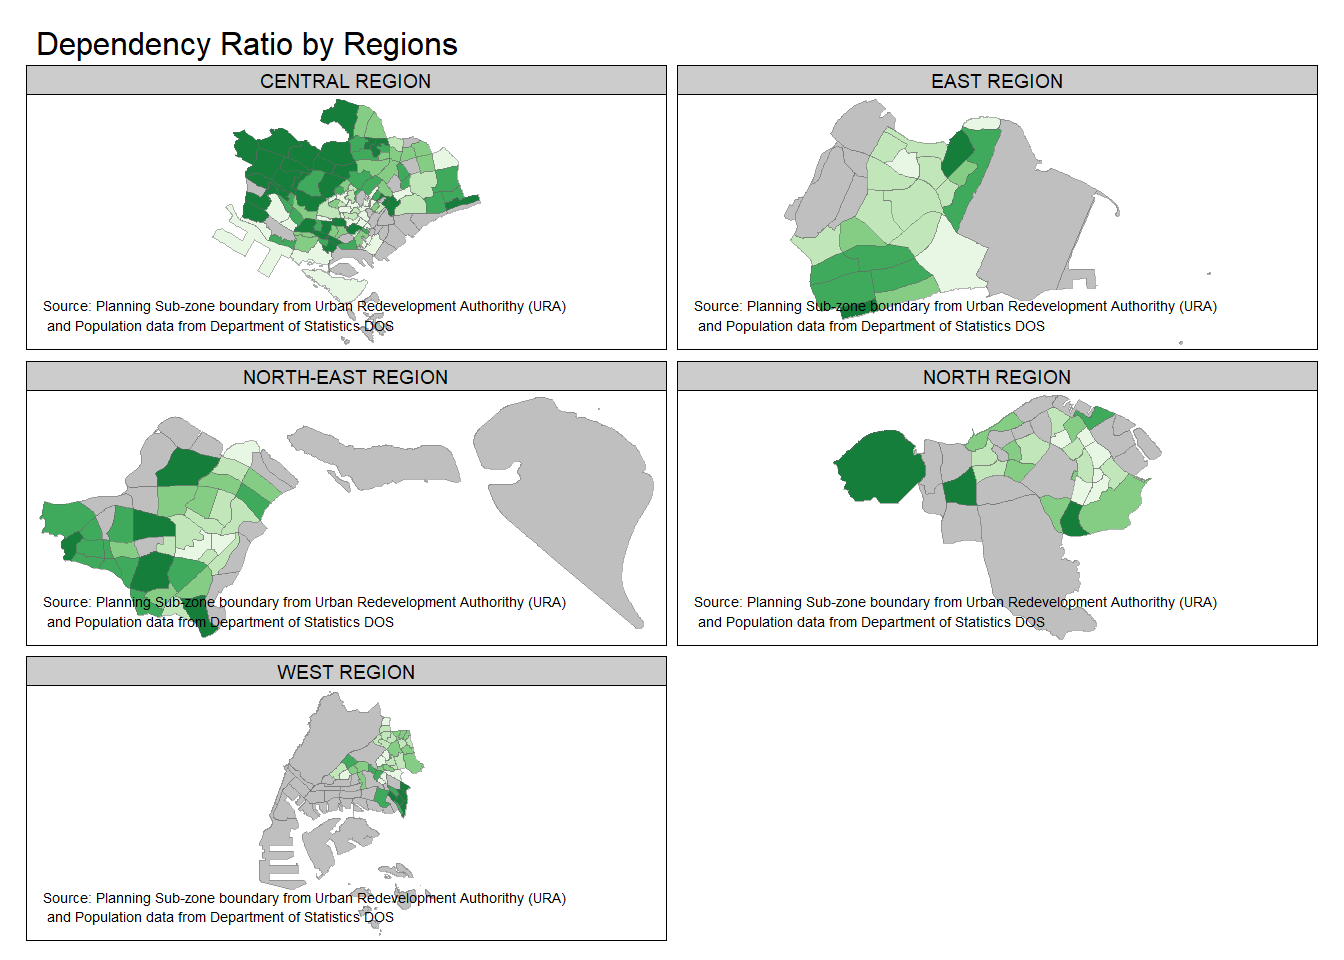 Dependency Ratio by Regions
CENTRAL REGION
Source: Planning Sub-zone boundary from Urban Redevelopment Authorithy (URA)
and Population data from Department of Statistics DOS
EAST REGION
Source: Planning Sub-zone boundary from Urban Redevelopment Authorithy (URA)
and Population data from Department of Statistics DOS
NORTH-EAST REGION
Source: Planning Sub-zone boundary from Urban Redevelopment Authorithy (URA)
and Population data from Department of Statistics DOS
NORTH REGION
Source: Planning Sub-zone boundary from Urban Redevelopment Authorithy (URA)
and Population data from Department of Statistics DOS
WEST REGION
Source: Planning Sub-zone boundary from Urban Redevelopment Authorithy (URA)
and Population data from Department of Statistics DOS